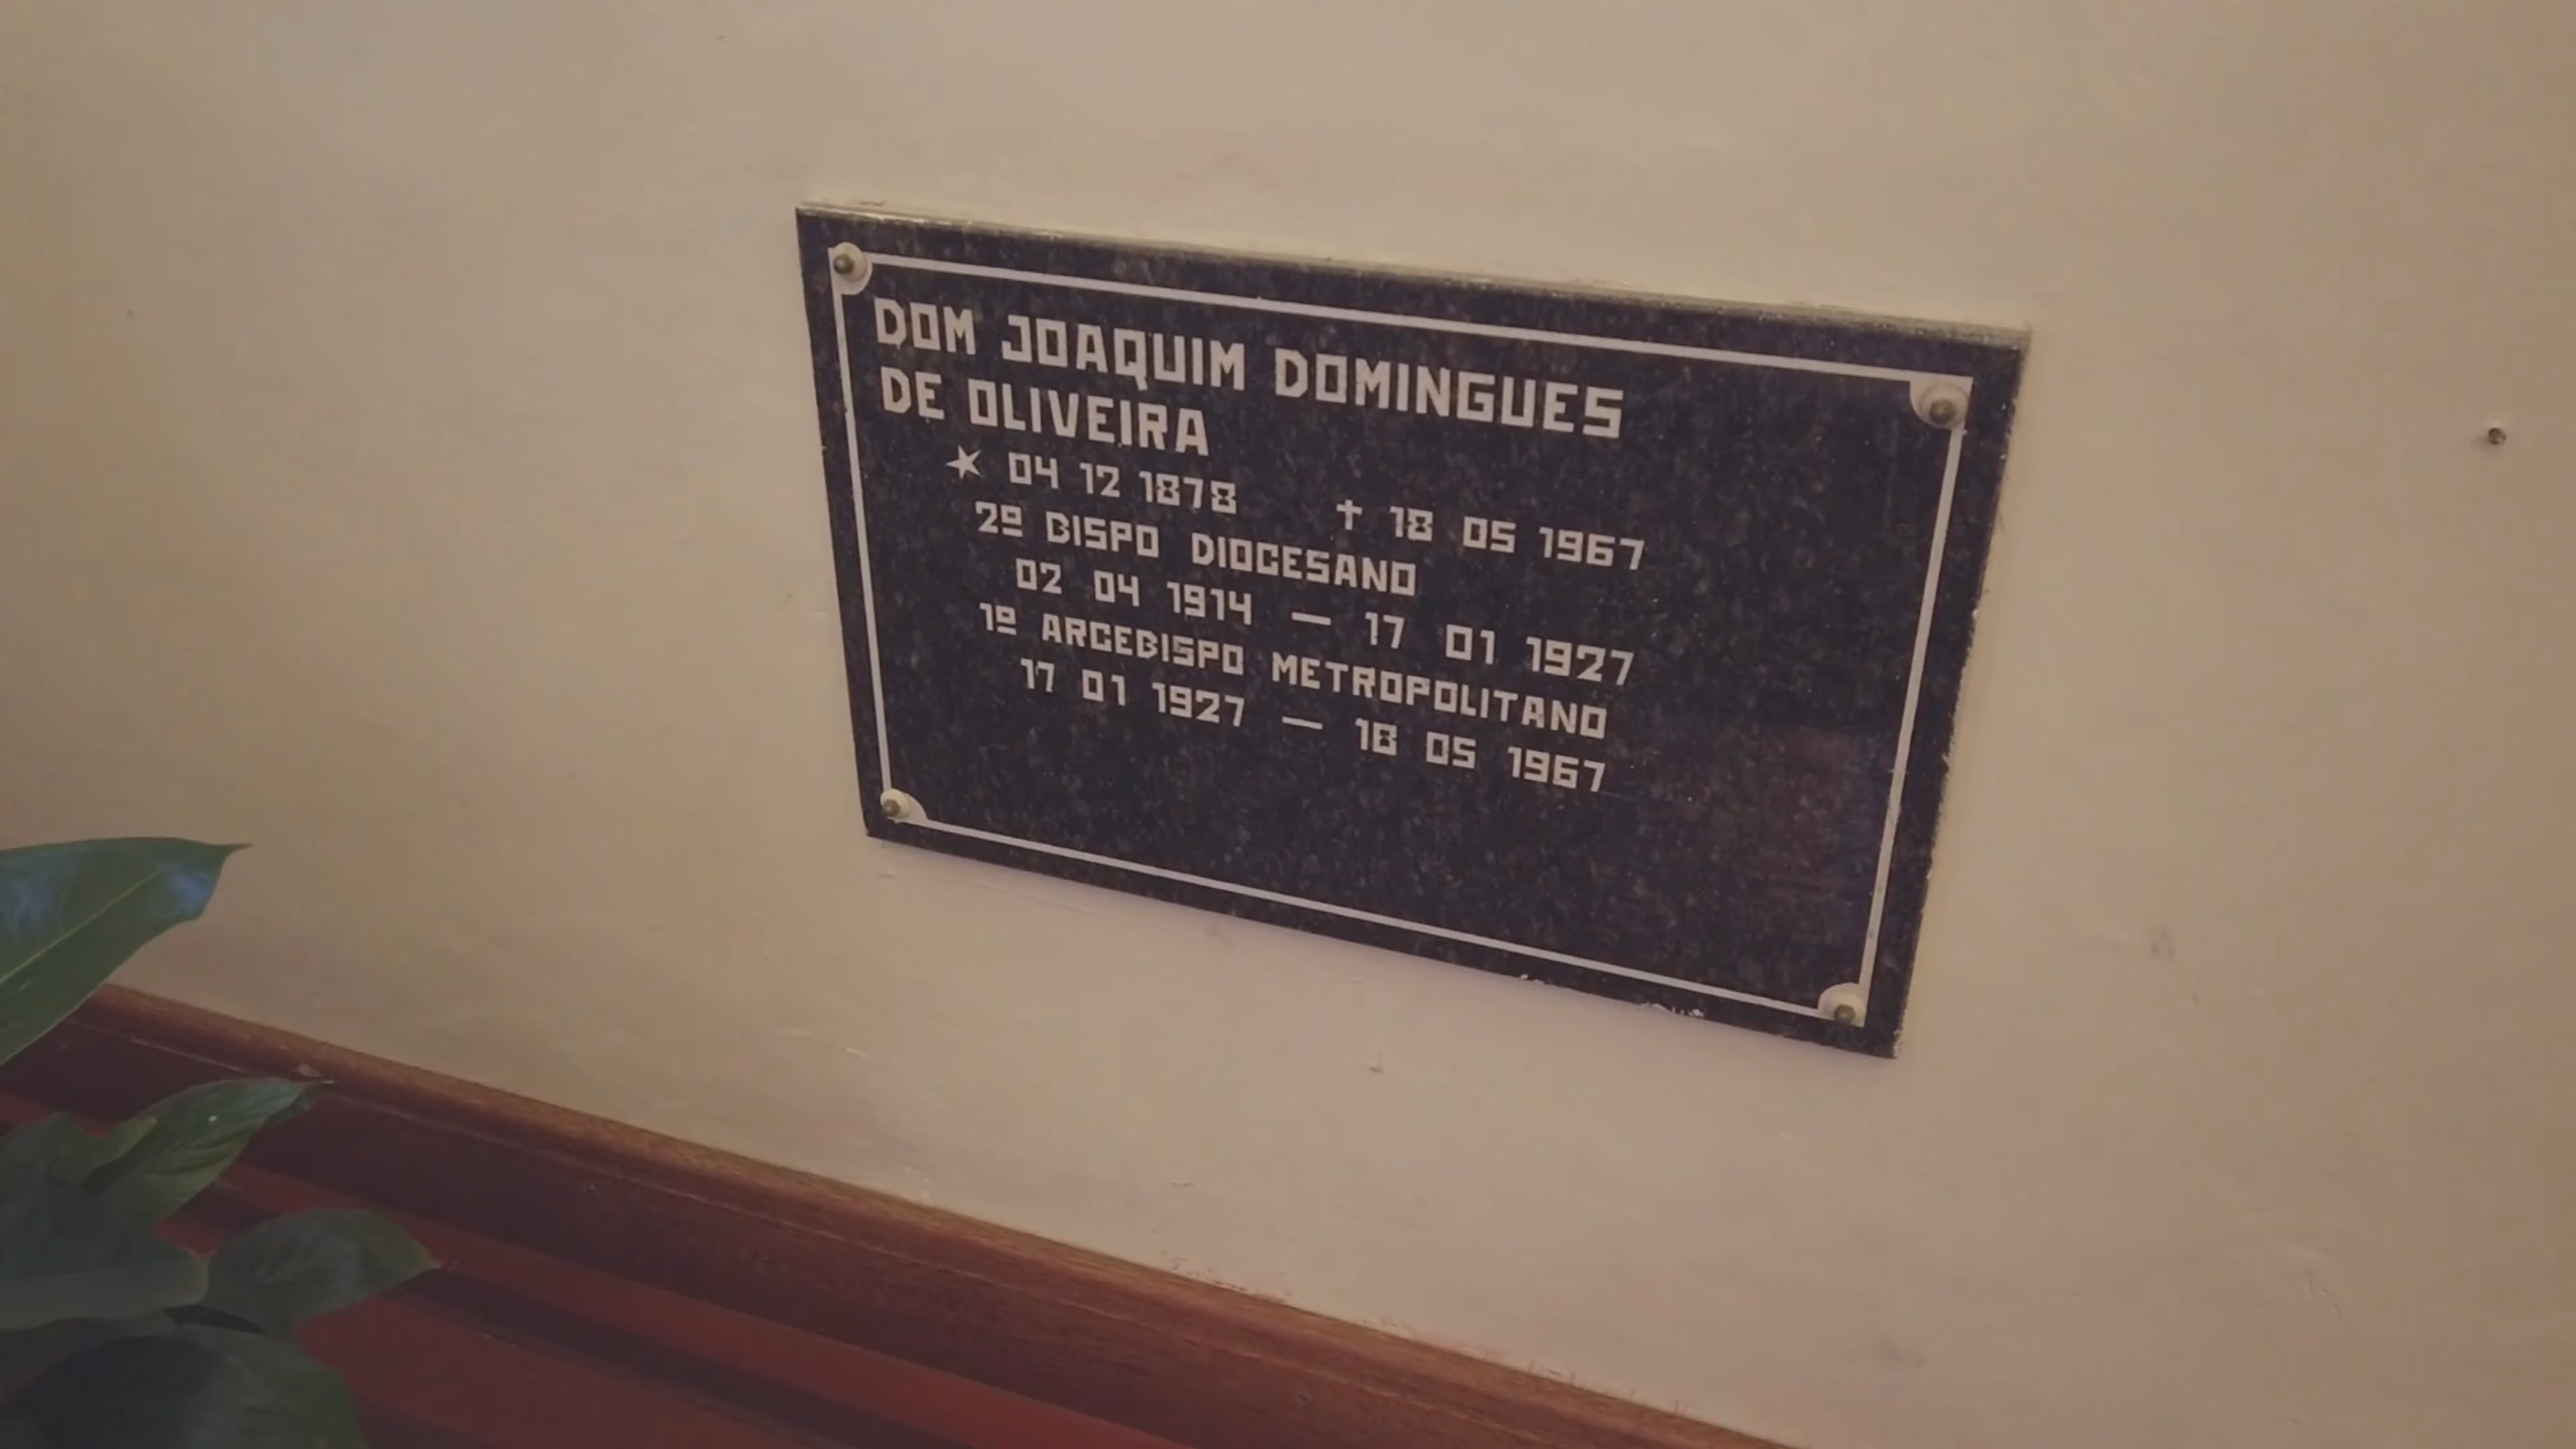 DOM JOAQUIM DOMINGUES
DE OLIVEIRA
★ 04 12 1878 ✝ 18 05 1967
2º BISPO DIOCESANO
02 04 1914 — 17 01 1927
1º ARCEBISPO METROPOLITANO
17 01 1927 — 18 05 1967